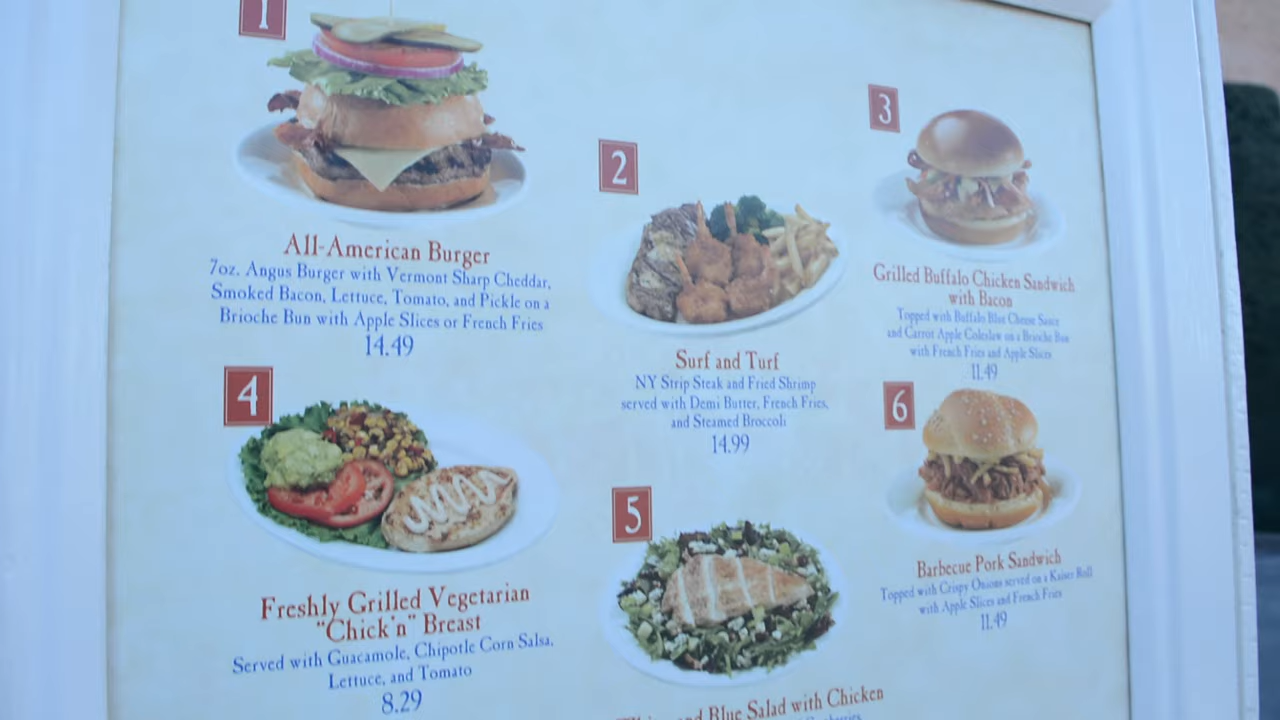 1
All-American Burger
7oz. Angus Burger with Vermont Sharp Cheddar,
Smoked Bacon, Lettuce, Tomato, and Pickle on a
Brioche Bun with Apple Slices or French Fries
14.49
2
Surf and Turf
NY Strip Steak and Fried Shrimp
served with Demi Butter, French Fries,
and Steamed Broccoli
14.99
3
Grilled Buffalo Chicken Sandwich
with Bacon
Topped with Buffalo Blue Cheese Sauce
and Carrot Apple Coleslaw on a Brioche Bun
with French Fries and Apple Slices
11.49
4
Freshly Grilled Vegetarian
"Chick'n" Breast
Served with Guacamole, Chipotle Corn Salsa,
Lettuce, and Tomato
8.29
5
and Blue Salad with Chicken
6
Barbecue Pork Sandwich
Topped with Crispy Onions served on a Kaiser Roll
with Apple Slices and French Fries
11.49